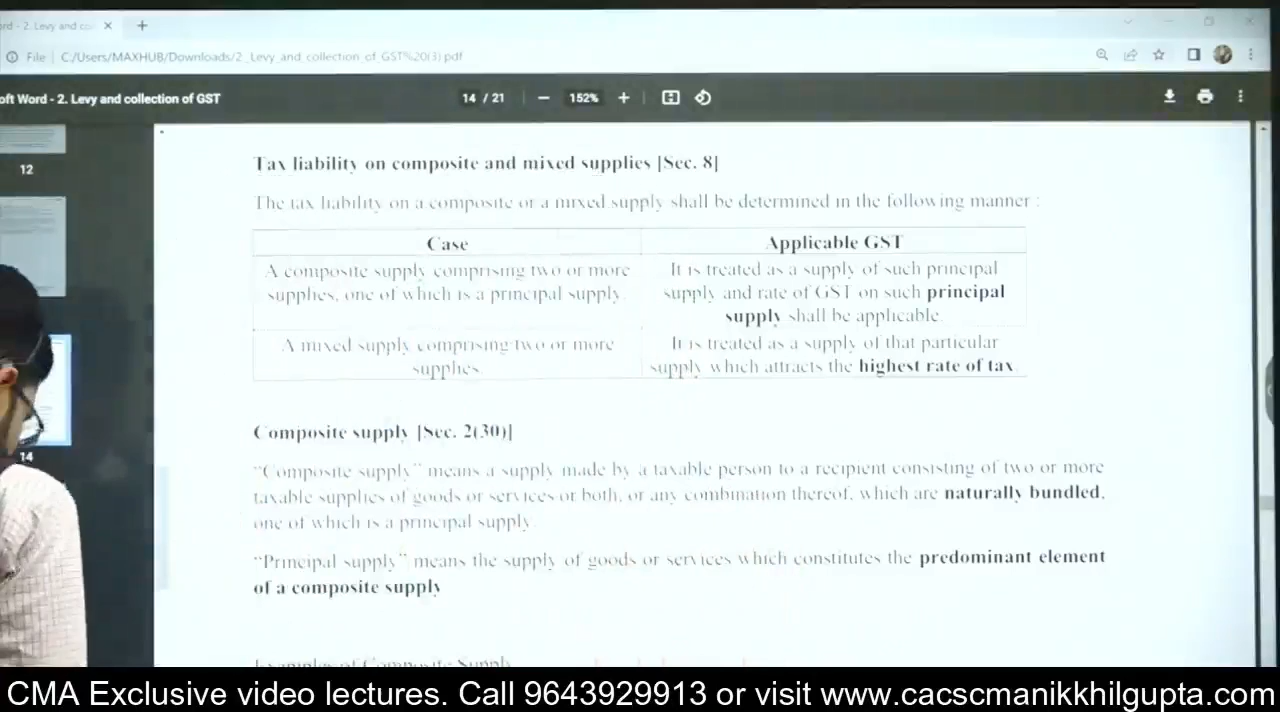 rd - 2. Levy and co
File | C:/Users/MAXHUB/Downloads/2_Levy_and_collection_of_GST%20(3).pdf
oft Word - 2. Levy and collection of GST
14 / 21
152%
12
14
Tax liability on composite and mixed supplies [Sec. 8]
The tax liability on a composite or a mixed supply shall be determined in the following manner :
Case
Applicable GST
A composite supply comprising two or more
supplies, one of which is a principal supply.
It is treated as a supply of such principal
supply and rate of GST on such principal
supply shall be applicable.
A mixed supply comprising two or more
supplies.
It is treated as a supply of that particular
supply which attracts the highest rate of tax.
Composite supply [Sec. 2(30)]
“Composite supply” means a supply made by a taxable person to a recipient consisting of two or more
taxable supplies of goods or services or both, or any combination thereof, which are naturally bundled,
one of which is a principal supply.
“Principal supply” means the supply of goods or services which constitutes the predominant element
of a composite supply
Examples of Composite Supply
CMA Exclusive video lectures. Call 9643929913 or visit www.cacscmanikkhilgupta.com